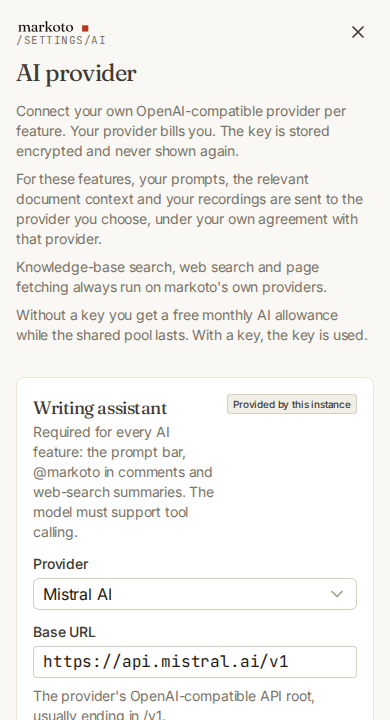 markoto
/SETTINGS/AI
AI provider
Connect your own OpenAI-compatible provider per
feature. Your provider bills you. The key is stored
encrypted and never shown again.
For these features, your prompts, the relevant
document context and your recordings are sent to the
provider you choose, under your own agreement with
that provider.
Knowledge-base search, web search and page
fetching always run on markoto's own providers.
Without a key you get a free monthly AI allowance
while the shared pool lasts. With a key, the key is used.
Writing assistant
Provided by this instance
Required for every AI
feature: the prompt bar,
@markoto in comments and
web-search summaries. The
model must support tool
calling.
Provider
Mistral AI
Base URL
https://api.mistral.ai/v1
The provider's OpenAI-compatible API root,
usually ending in /v1.